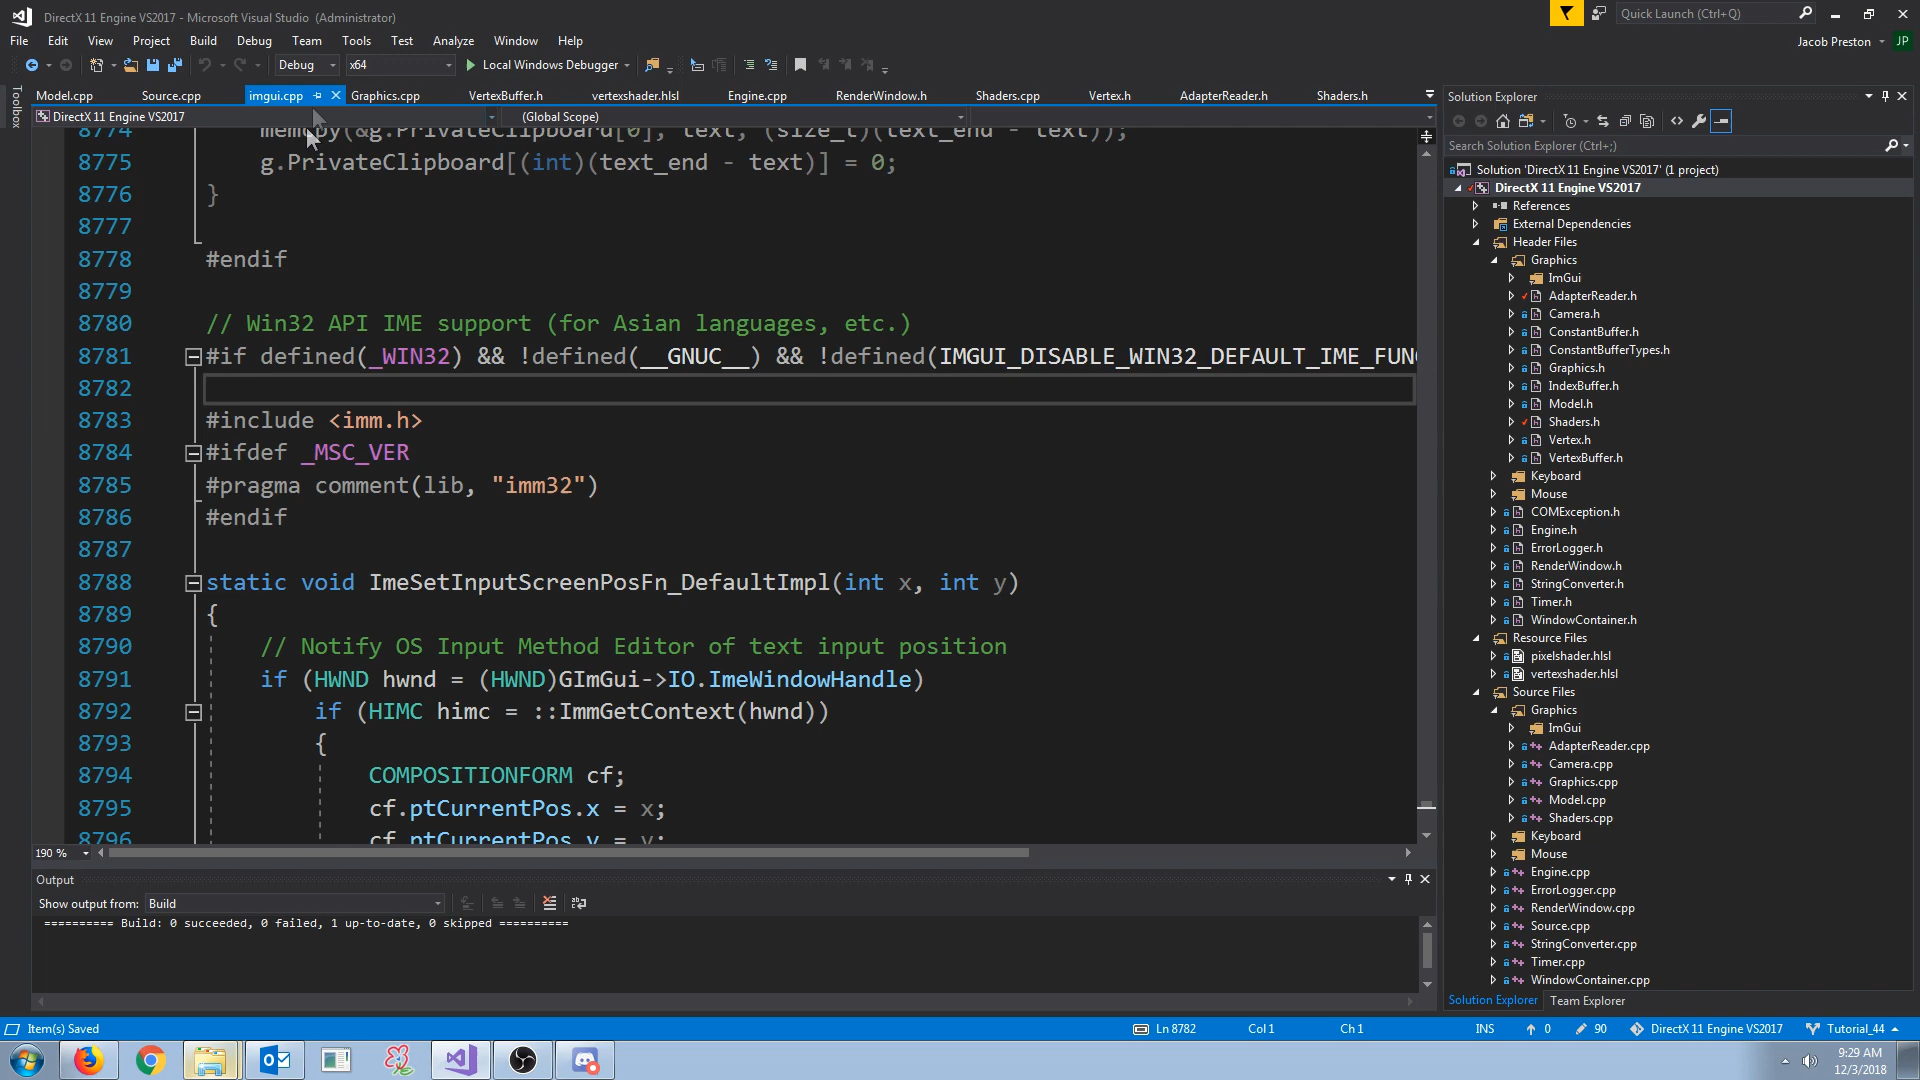 DirectX 11 Engine VS2017 - Microsoft Visual Studio (Administrator)
Quick Launch (Ctrl+Q)
File Edit View Project Build Debug Team Tools Test Analyze Window Help
Jacob Preston
JP
Debug
x64
Local Windows Debugger
Toolbox
Model.cpp
Source.cpp
imgui.cpp
Graphics.cpp
VertexBuffer.h
vertexshader.hlsl
Engine.cpp
RenderWindow.h
Shaders.cpp
Vertex.h
AdapterReader.h
Shaders.h
DirectX 11 Engine VS2017
(Global Scope)
8774 memcpy(&g.PrivateClipboard[0], text, (size_t)(text_end - text));
8775 g.PrivateClipboard[(int)(text_end - text)] = 0;
8776 }
8777
8778 #endif
8779
8780 // Win32 API IME support (for Asian languages, etc.)
8781 #if defined(_WIN32) && !defined(__GNUC__) && !defined(IMGUI_DISABLE_WIN32_DEFAULT_IME_FUN
8782
8783 #include <imm.h>
8784 #ifdef _MSC_VER
8785 #pragma comment(lib, "imm32")
8786 #endif
8787
8788 static void ImeSetInputScreenPosFn_DefaultImpl(int x, int y)
8789 {
8790 // Notify OS Input Method Editor of text input position
8791 if (HWND hwnd = (HWND)GImGui->IO.ImeWindowHandle)
8792 if (HIMC himc = ::ImmGetContext(hwnd))
8793 {
8794 COMPOSITIONFORM cf;
8795 cf.ptCurrentPos.x = x;
8796 cf.ptCurrentPos.y = y;
190 %
Output
Show output from: Build
========== Build: 0 succeeded, 0 failed, 1 up-to-date, 0 skipped ==========
Solution Explorer
Search Solution Explorer (Ctrl+;)
Solution 'DirectX 11 Engine VS2017' (1 project)
DirectX 11 Engine VS2017
References
External Dependencies
Header Files
Graphics
ImGui
AdapterReader.h
Camera.h
ConstantBuffer.h
ConstantBufferTypes.h
Graphics.h
IndexBuffer.h
Model.h
Shaders.h
Vertex.h
VertexBuffer.h
Keyboard
Mouse
COMException.h
Engine.h
ErrorLogger.h
RenderWindow.h
StringConverter.h
Timer.h
WindowContainer.h
Resource Files
pixelshader.hlsl
vertexshader.hlsl
Source Files
Graphics
ImGui
AdapterReader.cpp
Camera.cpp
Graphics.cpp
Model.cpp
Shaders.cpp
Keyboard
Mouse
Engine.cpp
ErrorLogger.cpp
RenderWindow.cpp
Source.cpp
StringConverter.cpp
Timer.cpp
WindowContainer.cpp
Solution Explorer Team Explorer
Item(s) Saved
Ln 8782
Col 1
Ch 1
INS
0
90
DirectX 11 Engine VS2017
Tutorial_44
9:29 AM
12/3/2018